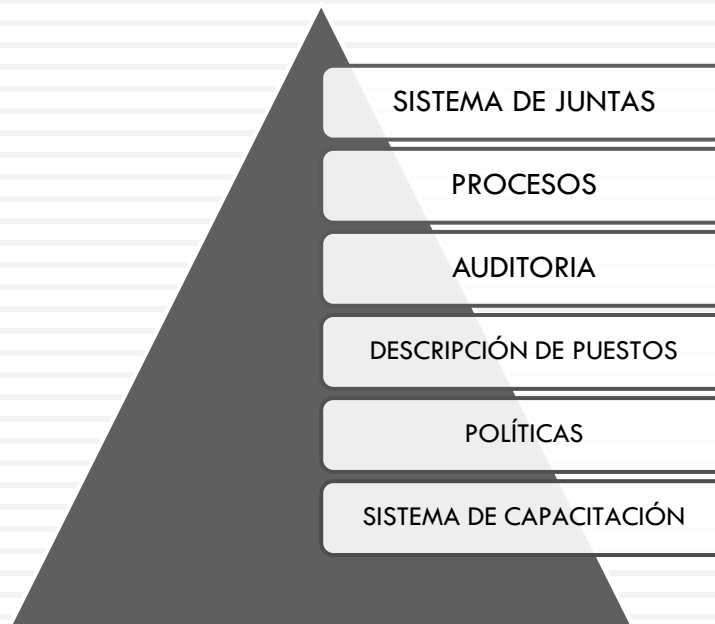 SISTEMA DE JUNTAS
PROCESOS
AUDITORIA
DESCRIPCIÓN DE PUESTOS
POLÍTICAS
SISTEMA DE CAPACITACIÓN